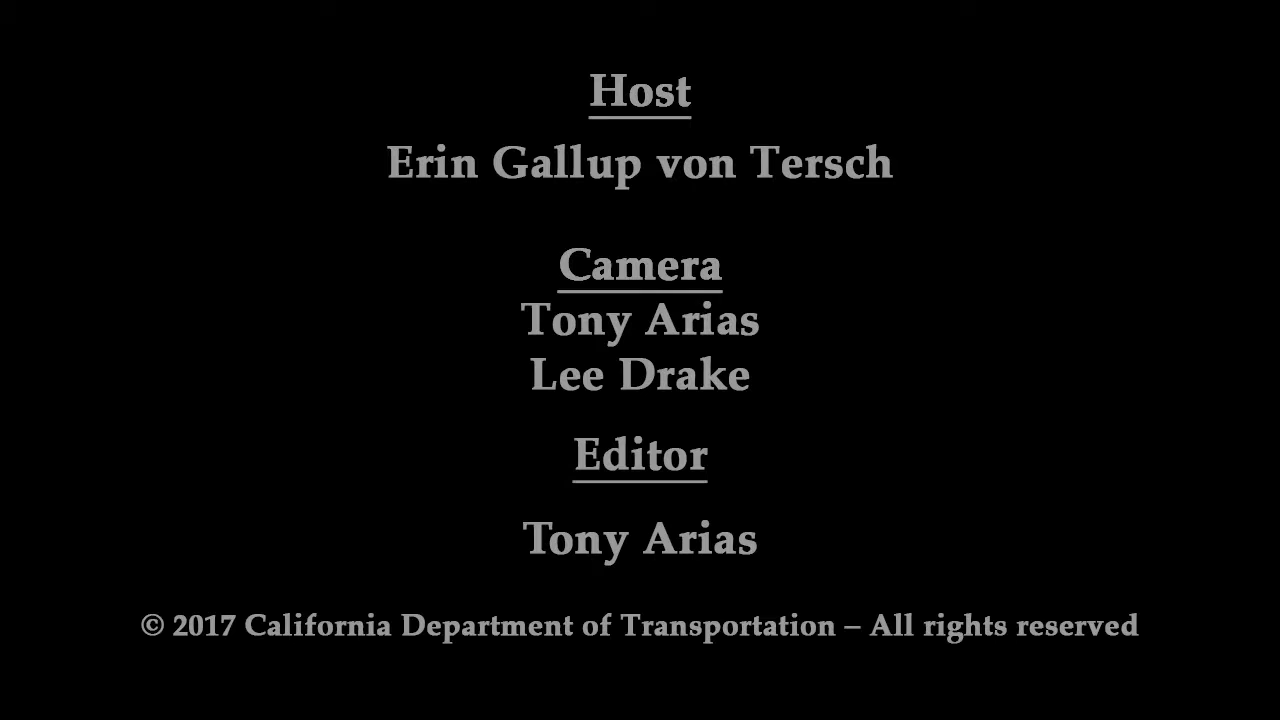 Host
Erin Gallup von Tersch
Camera
Tony Arias
Lee Drake
Editor
Tony Arias
© 2017 California Department of Transportation – All rights reserved